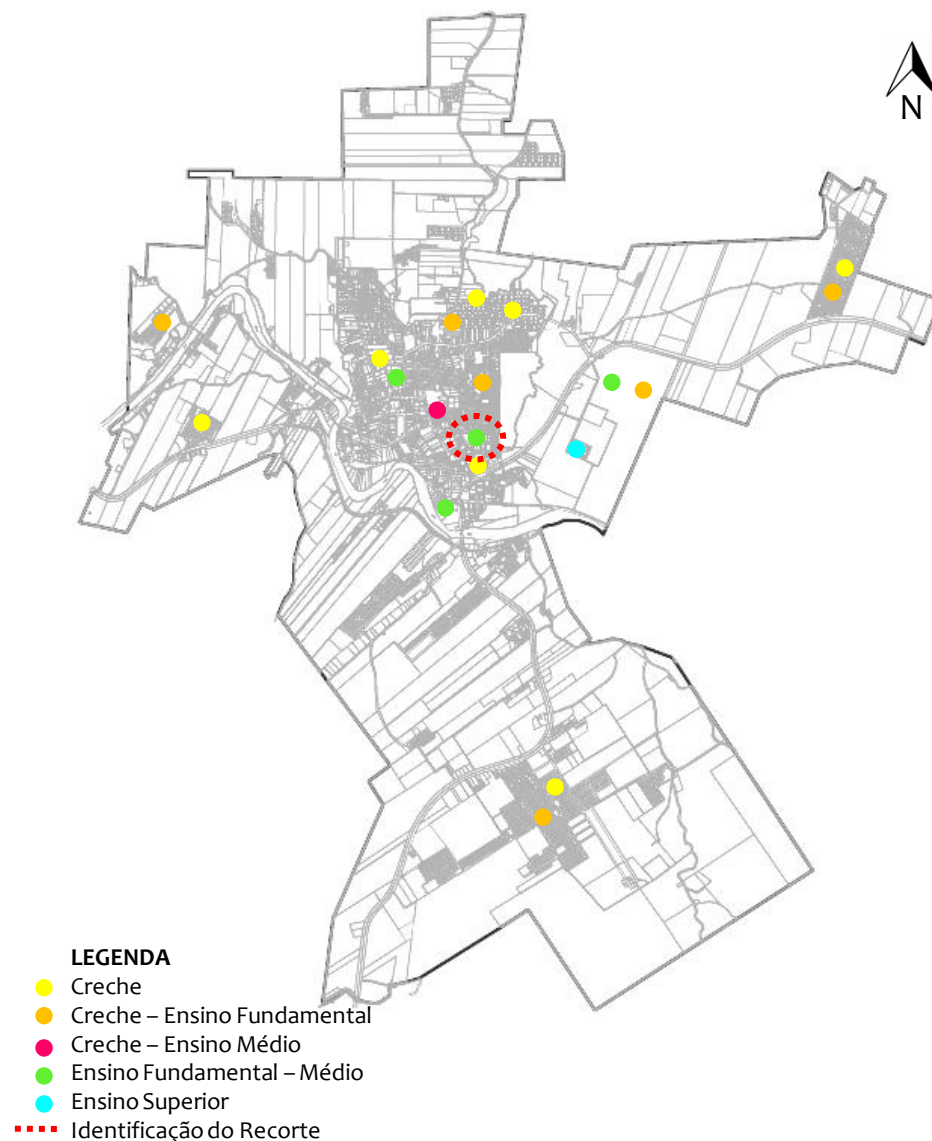 N
LEGENDA
Creche
Creche – Ensino Fundamental
Creche – Ensino Médio
Ensino Fundamental – Médio
Ensino Superior
Identificação do Recorte